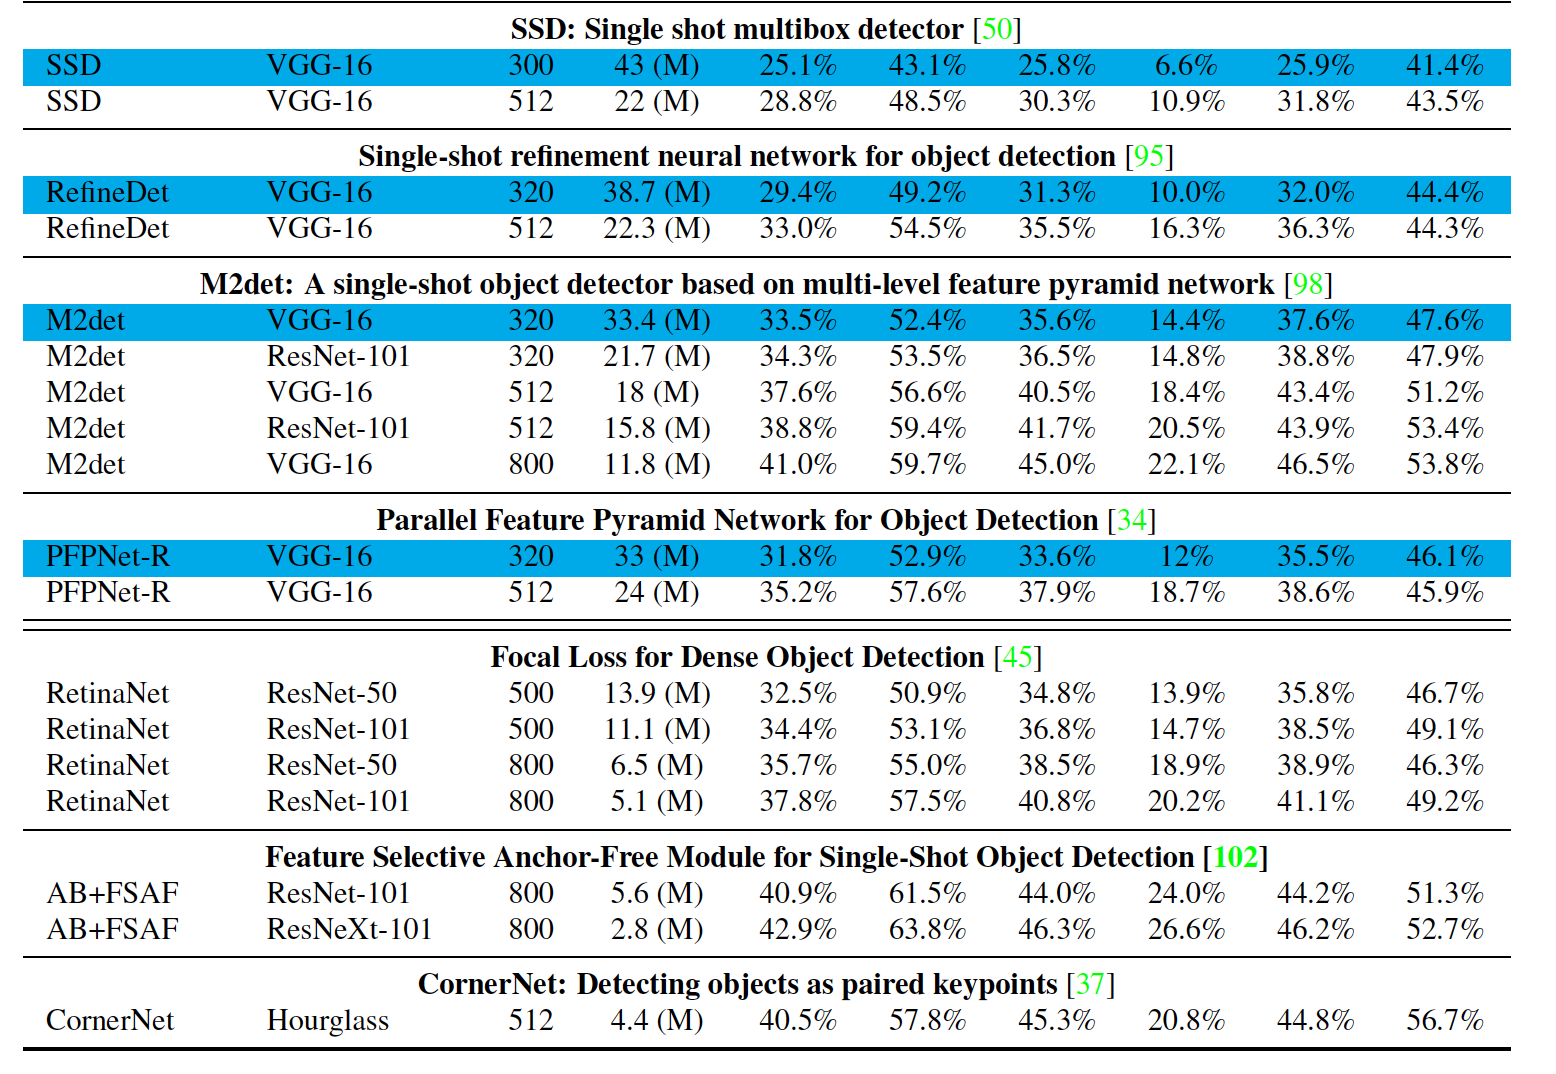 SSD: Single shot multibox detector [50]
SSD VGG-16 300 43 (M) 25.1% 43.1% 25.8% 6.6% 25.9% 41.4%
SSD VGG-16 512 22 (M) 28.8% 48.5% 30.3% 10.9% 31.8% 43.5%
Single-shot refinement neural network for object detection [95]
RefineDet VGG-16 320 38.7 (M) 29.4% 49.2% 31.3% 10.0% 32.0% 44.4%
RefineDet VGG-16 512 22.3 (M) 33.0% 54.5% 35.5% 16.3% 36.3% 44.3%
M2det: A single-shot object detector based on multi-level feature pyramid network [98]
M2det VGG-16 320 33.4 (M) 33.5% 52.4% 35.6% 14.4% 37.6% 47.6%
M2det ResNet-101 320 21.7 (M) 34.3% 53.5% 36.5% 14.8% 38.8% 47.9%
M2det VGG-16 512 18 (M) 37.6% 56.6% 40.5% 18.4% 43.4% 51.2%
M2det ResNet-101 512 15.8 (M) 38.8% 59.4% 41.7% 20.5% 43.9% 53.4%
M2det VGG-16 800 11.8 (M) 41.0% 59.7% 45.0% 22.1% 46.5% 53.8%
Parallel Feature Pyramid Network for Object Detection [34]
PFPNet-R VGG-16 320 33 (M) 31.8% 52.9% 33.6% 12% 35.5% 46.1%
PFPNet-R VGG-16 512 24 (M) 35.2% 57.6% 37.9% 18.7% 38.6% 45.9%
Focal Loss for Dense Object Detection [45]
RetinaNet ResNet-50 500 13.9 (M) 32.5% 50.9% 34.8% 13.9% 35.8% 46.7%
RetinaNet ResNet-101 500 11.1 (M) 34.4% 53.1% 36.8% 14.7% 38.5% 49.1%
RetinaNet ResNet-50 800 6.5 (M) 35.7% 55.0% 38.5% 18.9% 38.9% 46.3%
RetinaNet ResNet-101 800 5.1 (M) 37.8% 57.5% 40.8% 20.2% 41.1% 49.2%
Feature Selective Anchor-Free Module for Single-Shot Object Detection [102]
AB+FSAF ResNet-101 800 5.6 (M) 40.9% 61.5% 44.0% 24.0% 44.2% 51.3%
AB+FSAF ResNeXt-101 800 2.8 (M) 42.9% 63.8% 46.3% 26.6% 46.2% 52.7%
CornerNet: Detecting objects as paired keypoints [37]
CornerNet Hourglass 512 4.4 (M) 40.5% 57.8% 45.3% 20.8% 44.8% 56.7%